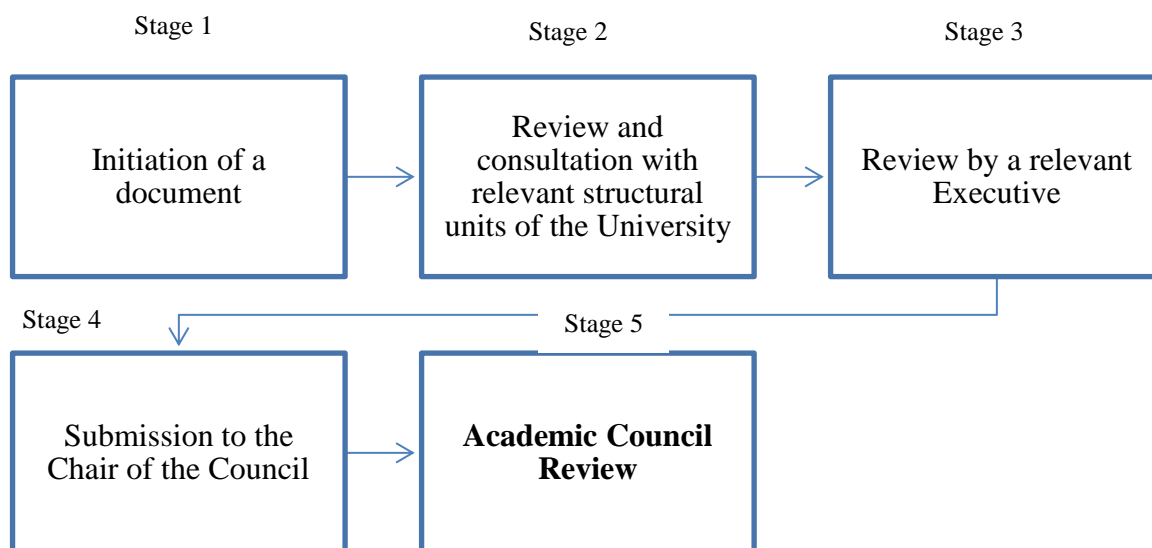 Stage 1
Stage 2
Stage 3
Initiation of a
document
Review and
consultation with
relevant structural
units of the University
Review by a relevant
Executive
Stage 4
Stage 5
Submission to the
Chair of the Council
Academic Council
Review